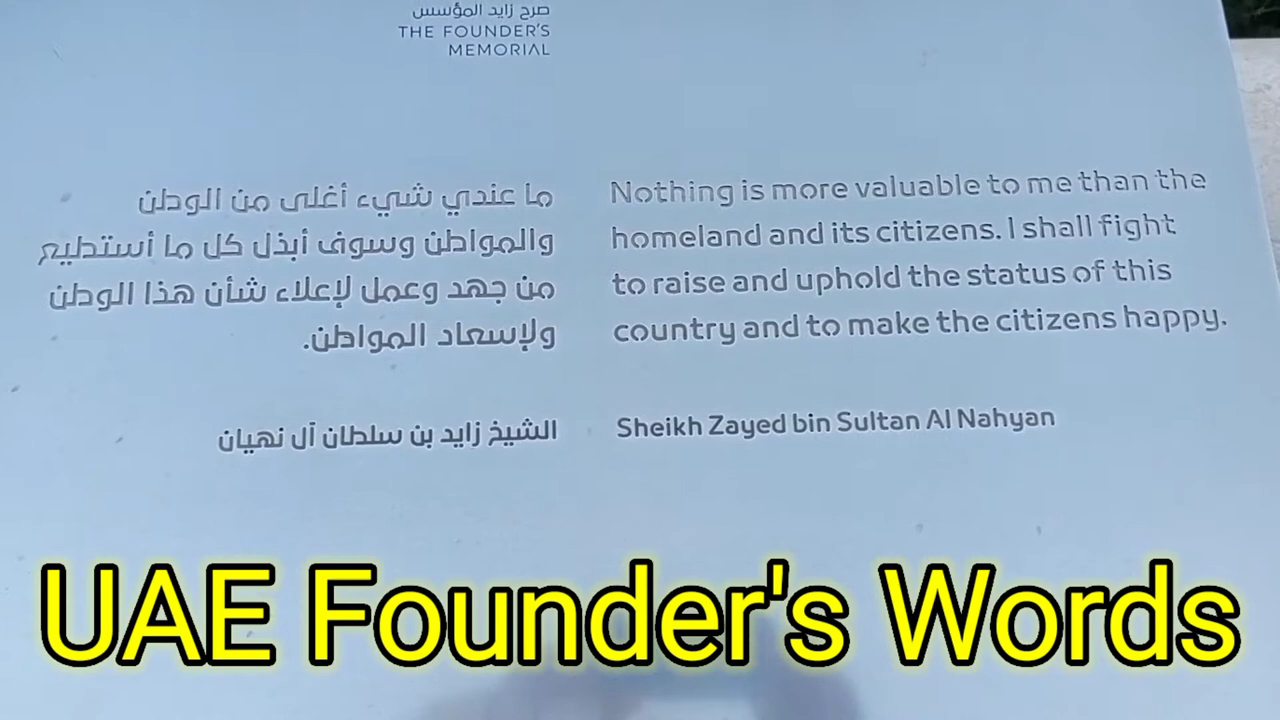 صرح زايد المؤسس
THE FOUNDER'S
MEMORIAL
ما عندي شيء أغلى من الوطن
والمواطن وسوف أبذل كل ما أستطيع
من جهد وعمل لإعلاء شأن هذا الوطن
ولإسعاد المواطن.
الشيخ زايد بن سلطان آل نهيان
Nothing is more valuable to me than the
homeland and its citizens. I shall fight
to raise and uphold the status of this
country and to make the citizens happy.
Sheikh Zayed bin Sultan Al Nahyan
UAE Founder's Words